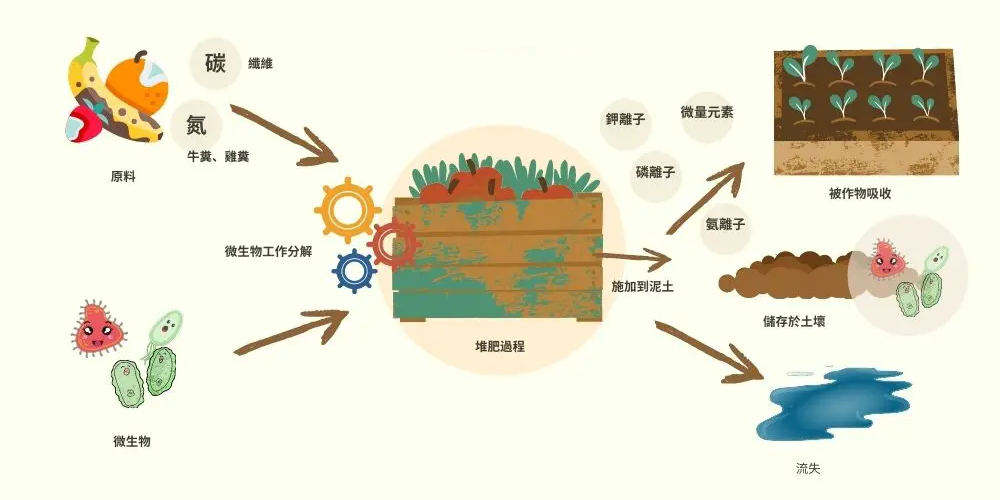 碳
纖維
氮
牛糞、雞糞
原料
微生物工作分解
微生物
堆肥過程
施加到泥土
鉀離子
微量元素
磷離子
氨離子
被作物吸收
儲存於土壤
流失